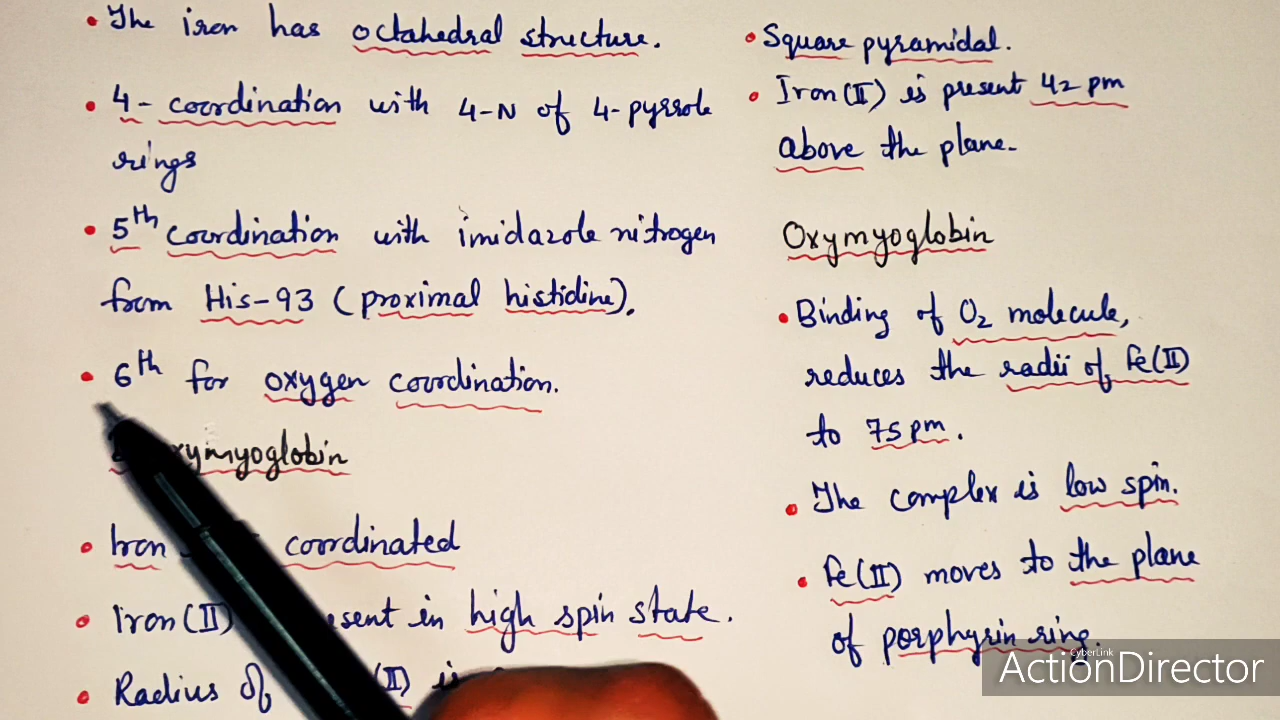 • The iron has octahedral structure.
• 4- coordination with 4-N of 4-pyrrole
rings
• 5th coordination with imidazole nitrogen
from His-93 (proximal histidine).
• 6th for oxygen coordination.
xymyoglobin
• Iron coordinated
• Iron (II) sent in high spin state.
• Radius of (II) is
• Square pyramidal.
• Iron (II) is present 42 pm
above the plane.
Oxymyoglobin
• Binding of O2 molecule,
reduces the radii of Fe(II)
to 75 pm.
• The complex is low spin.
• Fe(II) moves to the plane
of porphyrin ring.
CyberLink
ActionDirector